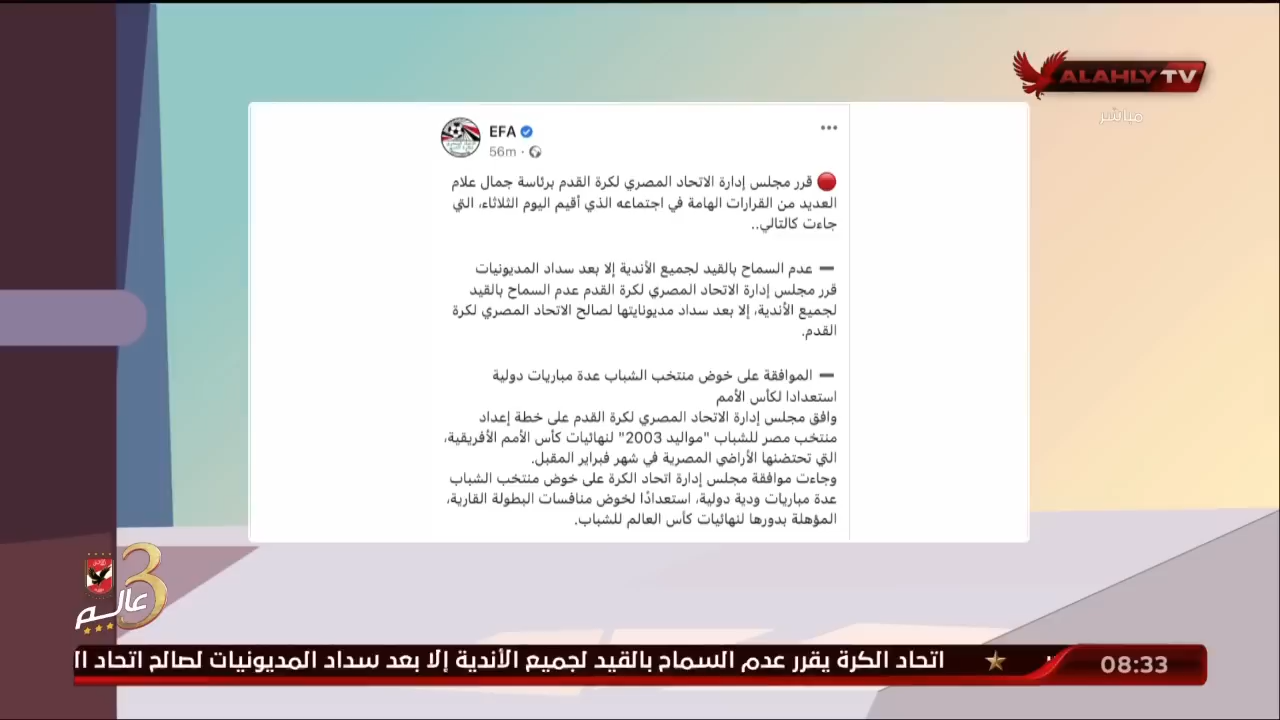 ALAHLY TV
مباشر
EFA
56m
🔴 قرر مجلس إدارة الاتحاد المصري لكرة القدم برئاسة جمال علام
العديد من القرارات الهامة في اجتماعه الذي أقيم اليوم الثلاثاء، التي
جاءت كالتالي..
➖ عدم السماح بالقيد لجميع الأندية إلا بعد سداد المديونيات
قرر مجلس إدارة الاتحاد المصري لكرة القدم عدم السماح بالقيد
لجميع الأندية، إلا بعد سداد مديونايتها لصالح الاتحاد المصري لكرة
القدم.
➖ الموافقة على خوض منتخب الشباب عدة مباريات دولية
استعدادا لكأس الأمم
وافق مجلس إدارة الاتحاد المصري لكرة القدم على خطة إعداد
منتخب مصر للشباب "مواليد 2003" لنهائيات كأس الأمم الأفريقية،
التي تحتضنها الأراضي المصرية في شهر فبراير المقبل.
وجاءت موافقة مجلس إدارة اتحاد الكرة على خوض منتخب الشباب
عدة مباريات ودية دولية، استعدادًا لخوض منافسات البطولة القارية،
المؤهلة بدورها لنهائيات كأس العالم للشباب.
3
عالم
اتحاد الكرة يقرر عدم السماح بالقيد لجميع الأندية إلا بعد سداد المديونيات لصالح اتحاد ال
08:33